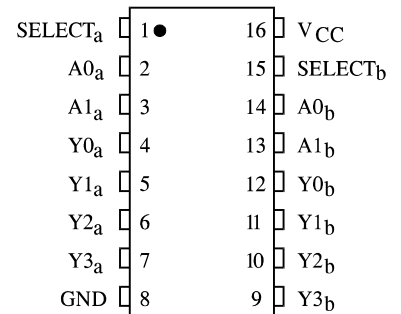 SELECTa 1 16 VCC
A0a 2 15 SELECTb
A1a 3 14 A0b
Y0a 4 13 A1b
Y1a 5 12 Y0b
Y2a 6 11 Y1b
Y3a 7 10 Y2b
GND 8 9 Y3b